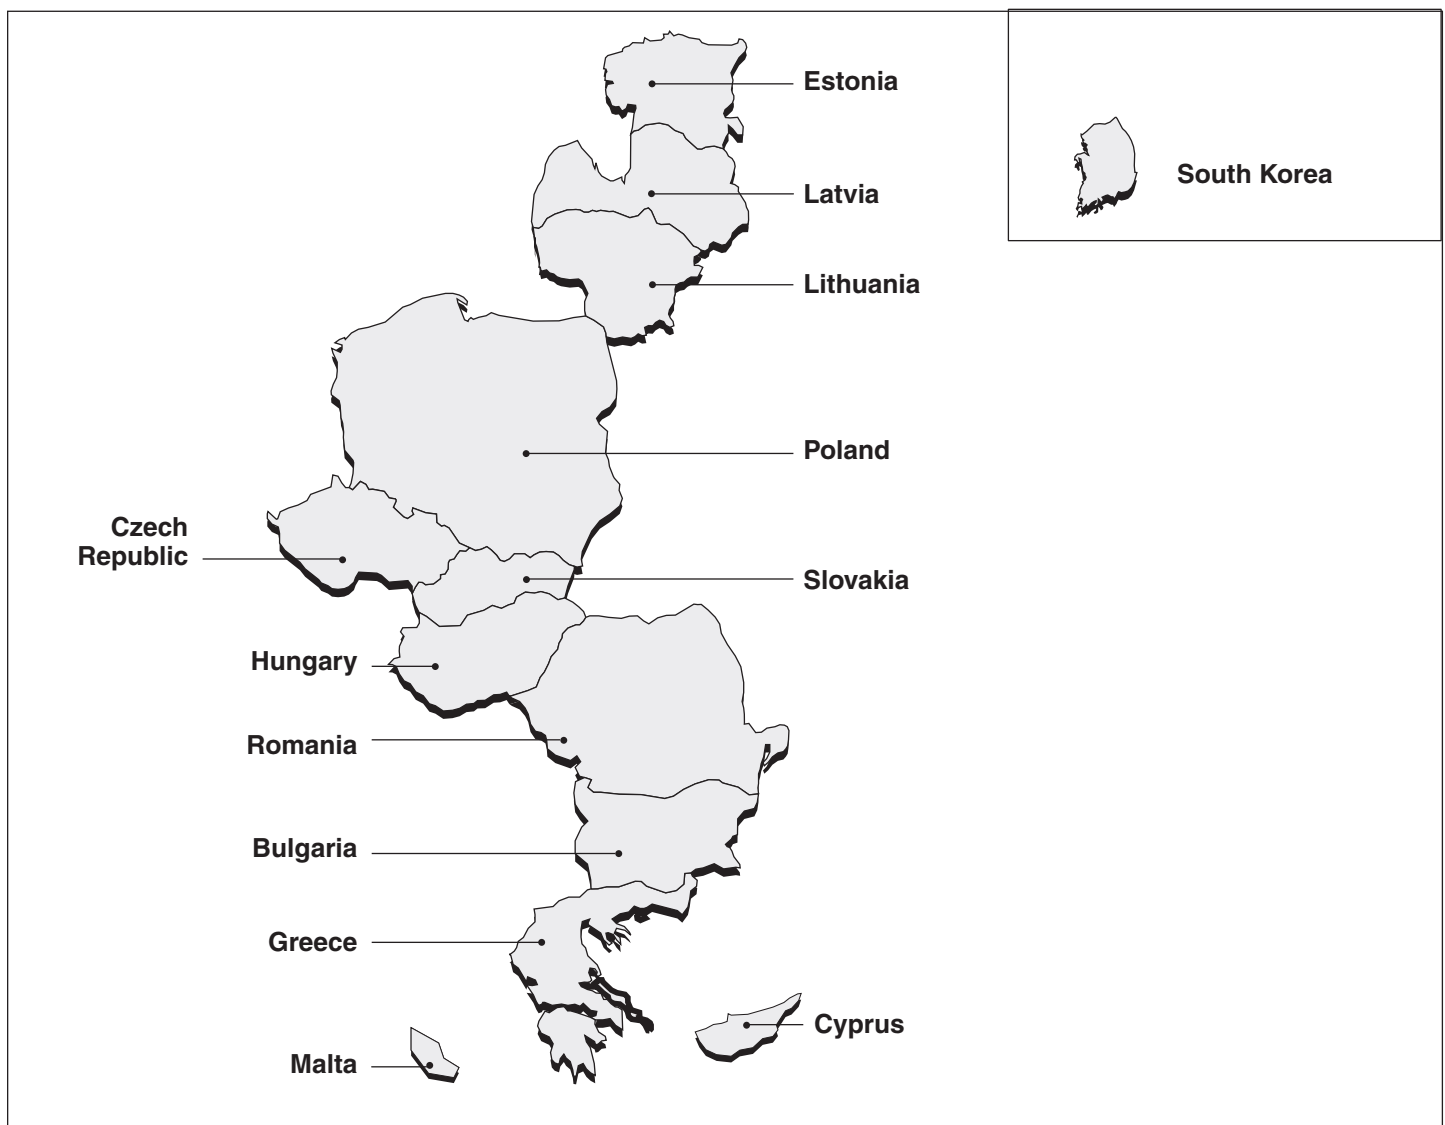 Estonia
South Korea
Latvia
Lithuania
Poland
Czech
Republic
Slovakia
Hungary
Romania
Bulgaria
Greece
Cyprus
Malta